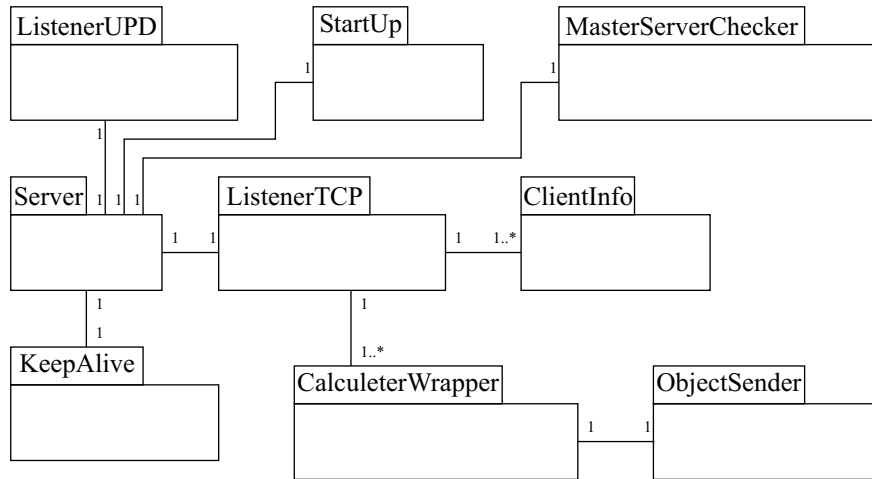 ListenerUPD
StartUp
MasterServerChecker
1
1
1
1
1
1
Server
ListenerTCP
ClientInfo
1
1
1
1..*
1
1
1
1..*
KeepAlive
CalculeterWrapper
ObjectSender
1
1